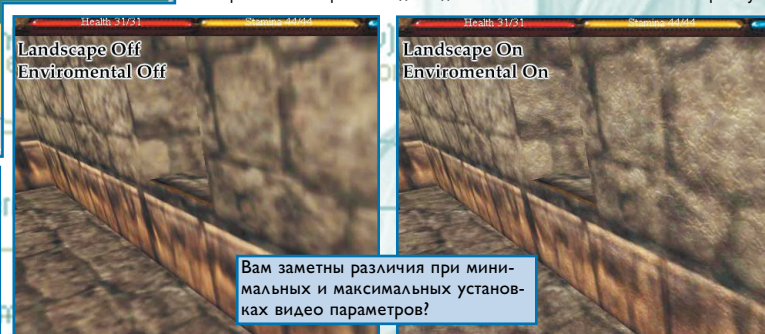 Health 31/31
Stamina 44/44
Landscape Off
Enviromental Off
Health 31/31
Stamina 44/44
Landscape On
Enviromental On
Вам заметны различия при мини-
мальных и максимальных установ-
ках видео параметров?